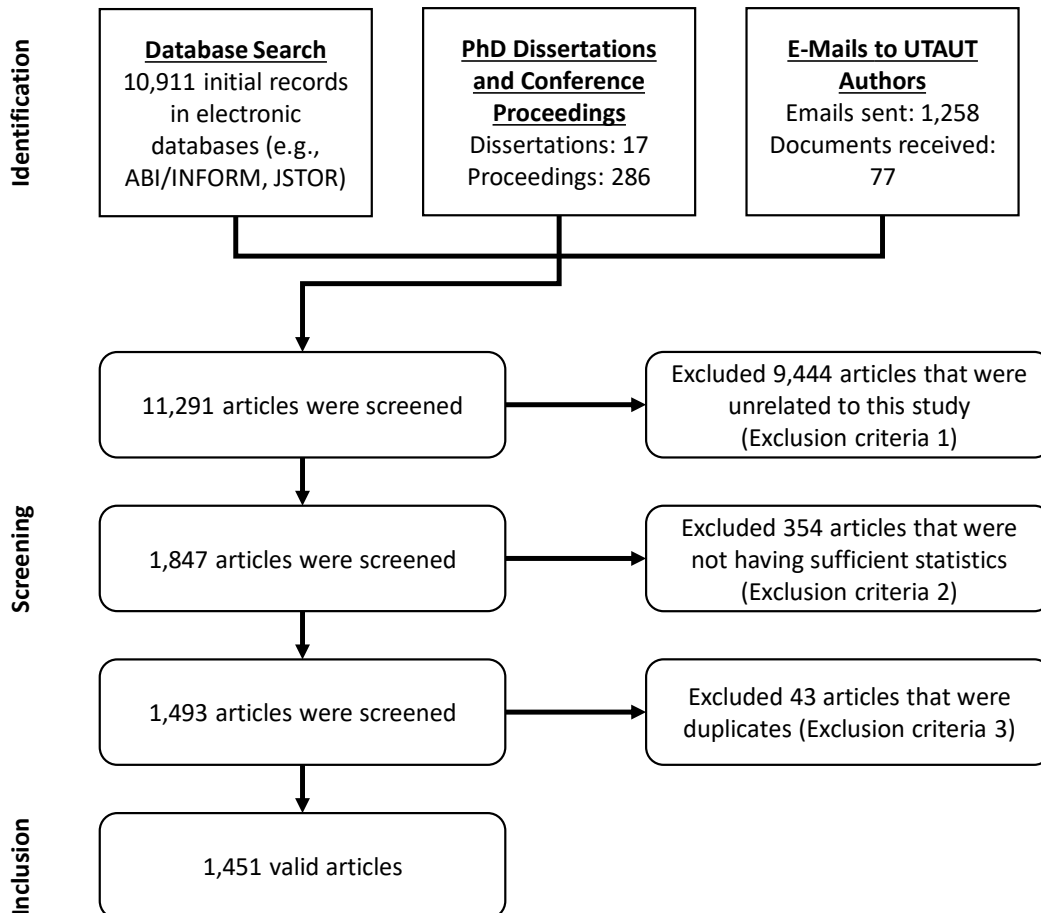 Identification
Database Search
10,911 initial records
in electronic
databases (e.g.,
ABI/INFORM, JSTOR)
PhD Dissertations
and Conference
Proceedings
Dissertations: 17
Proceedings: 286
E-Mails to UTAUT
Authors
Emails sent: 1,258
Documents received:
77
Screening
11,291 articles were screened
Excluded 9,444 articles that were
unrelated to this study
(Exclusion criteria 1)
1,847 articles were screened
Excluded 354 articles that were
not having sufficient statistics
(Exclusion criteria 2)
1,493 articles were screened
Excluded 43 articles that were
duplicates (Exclusion criteria 3)
Inclusion
1,451 valid articles